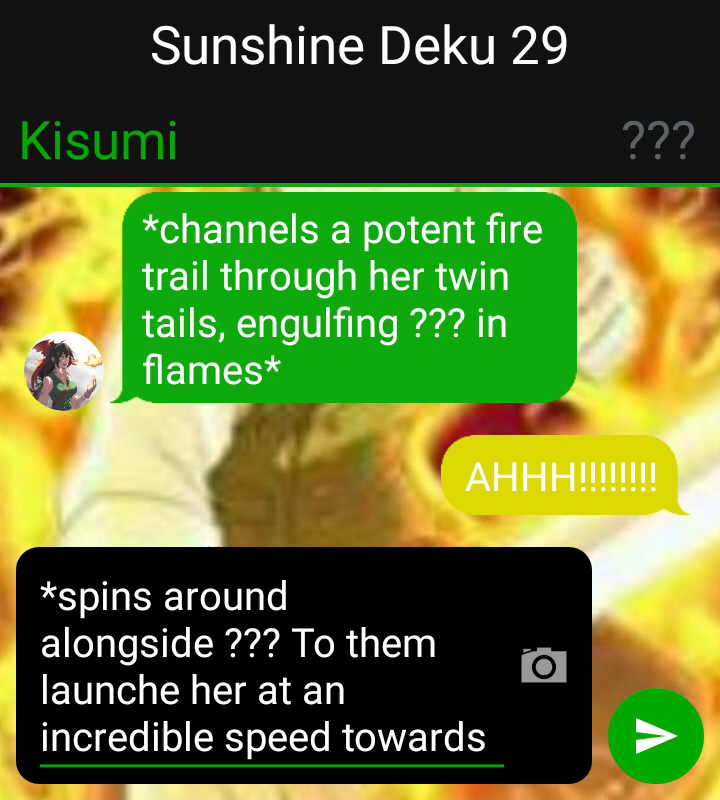 Sunshine Deku 29
Kisumi
???
*channels a potent fire
trail through her twin
tails, engulfing ??? in
flames*
AHHH!!!!!!!!
*spins around
alongside ??? To them
launche her at an
incredible speed towards